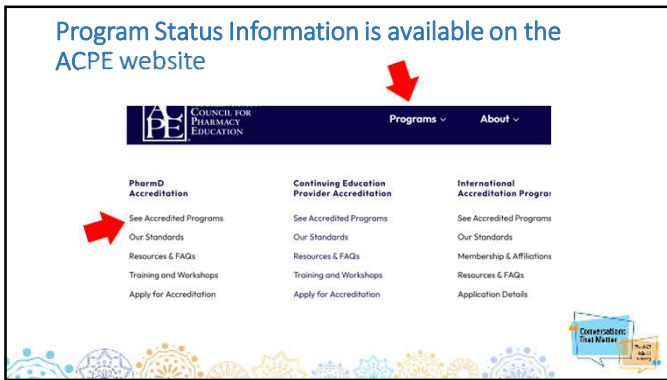 Program Status Information is available on the
ACPE website
COUNCIL FOR
PHARMACY
EDUCATION
PE
Programs
About
PharmD
Accreditation
See Accredited Programs
Our Standards
Resources & FAQs
Training and Workshops
Apply for Accreditation
Continuing Education
Provider Accreditation
See Accredited Programs
Our Standards
Resources & FAQs
Training and Workshops
Apply for Accreditation
International
Accreditation Progra
See Accredited Programs
Our Standards
Membership & Affiliations
Resources & FAQs
Application Details
Conversations
That Matter